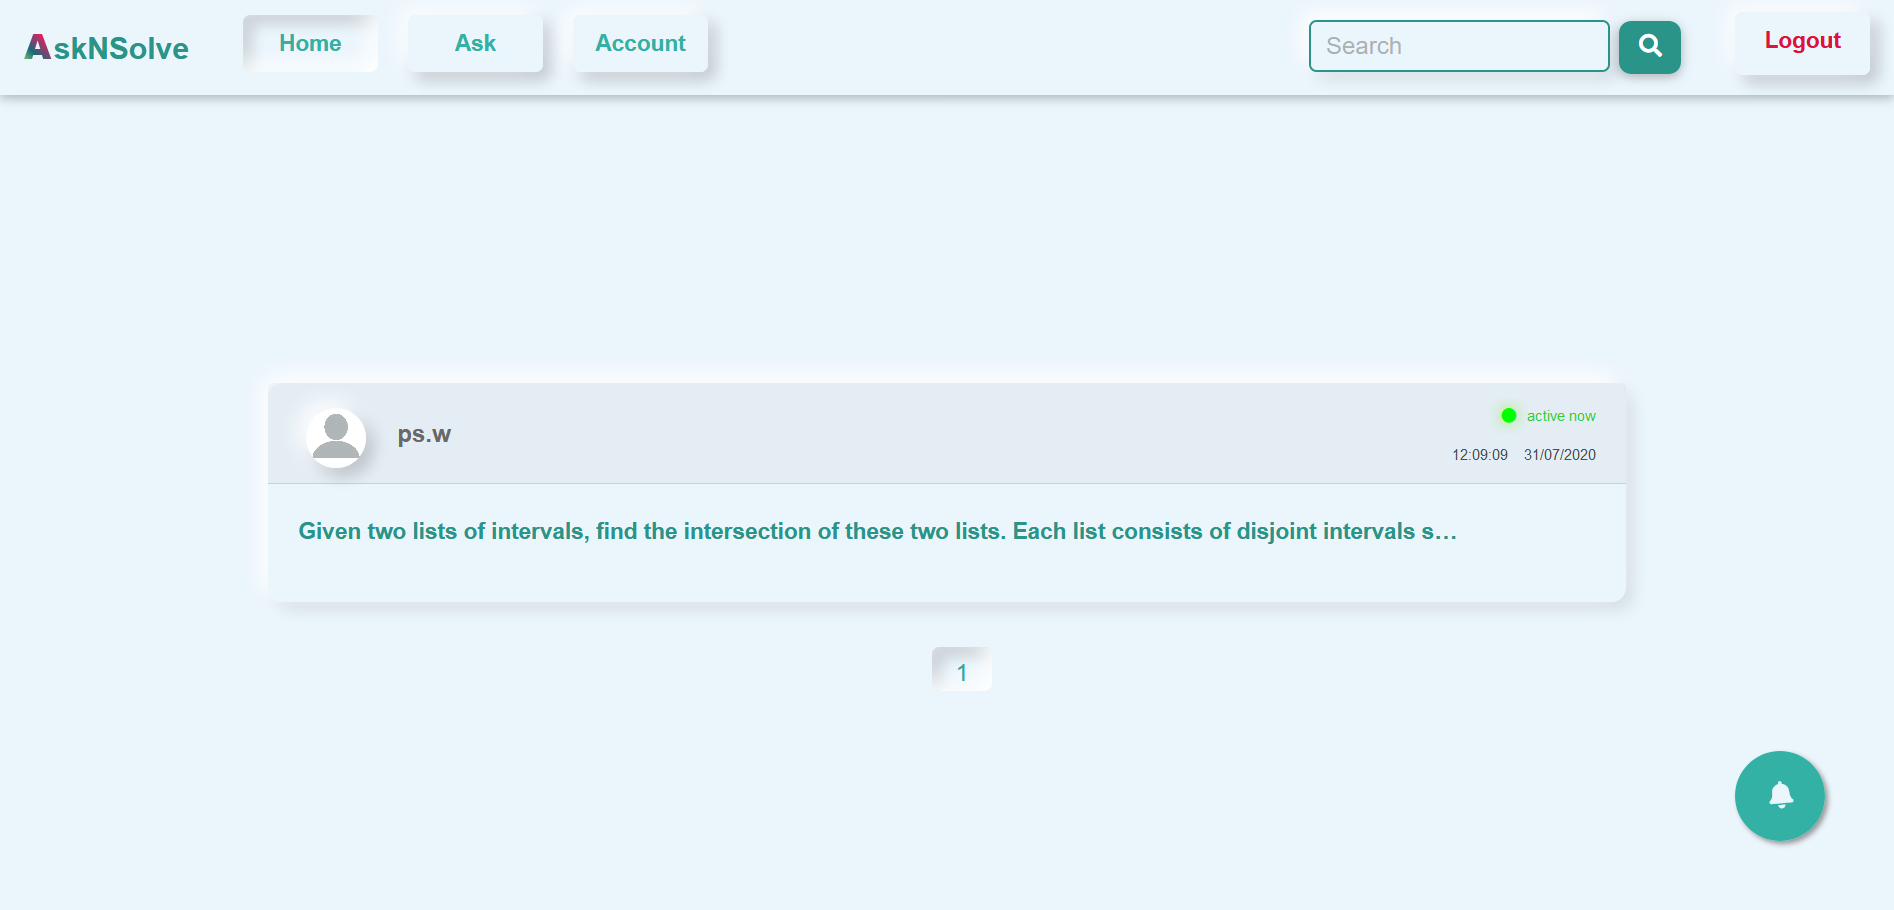 AskNSolve Home Ask Account Search Logout
ps.w
active now
12:09:09 31/07/2020
Given two lists of intervals, find the intersection of these two lists. Each list consists of disjoint intervals s...
1